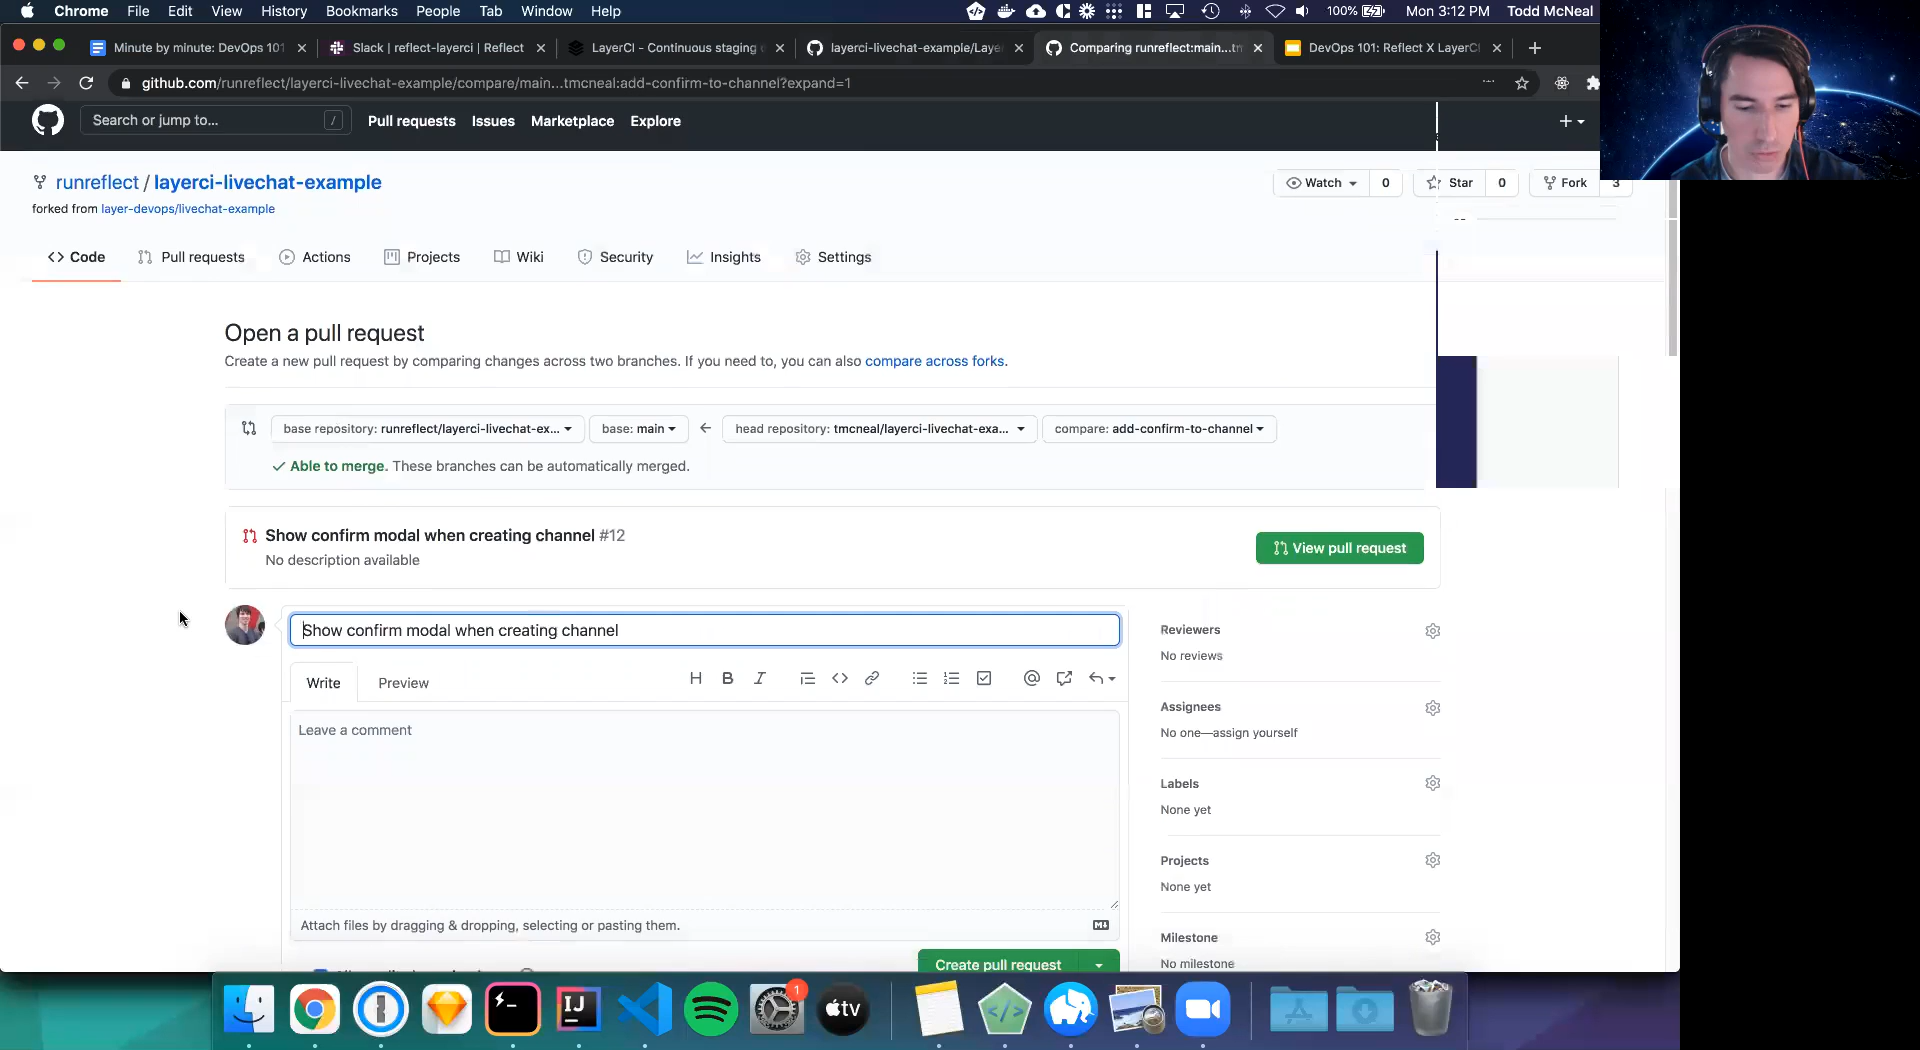 Chrome File Edit View History Bookmarks People Tab Window Help 100% Mon 3:12 PM Todd McNeal
Minute by minute: DevOps 101 Slack | reflect-layerci | Reflect LayerCI - Continuous staging layerci-livechat-example/Laye Comparing runreflect:main...tm DevOps 101: Reflect X LayerC
github.com/runreflect/layerci-livechat-example/compare/main...tmcneal:add-confirm-to-channel?expand=1
Search or jump to... / Pull requests Issues Marketplace Explore
runreflect / layerci-livechat-example Watch 0 Star 0 Fork 3
forked from layer-devops/livechat-example
Code Pull requests Actions Projects Wiki Security Insights Settings
Open a pull request
Create a new pull request by comparing changes across two branches. If you need to, you can also compare across forks.
base repository: runreflect/layerci-livechat-ex... base: main head repository: tmcneal/layerci-livechat-exa... compare: add-confirm-to-channel
Able to merge. These branches can be automatically merged.
Show confirm modal when creating channel #12
No description available
View pull request
Show confirm modal when creating channel
Write Preview H B I
Leave a comment
Attach files by dragging & dropping, selecting or pasting them.
Create pull request
Reviewers
No reviews
Assignees
No one—assign yourself
Labels
None yet
Projects
None yet
Milestone
No milestone
IJ 1 tv